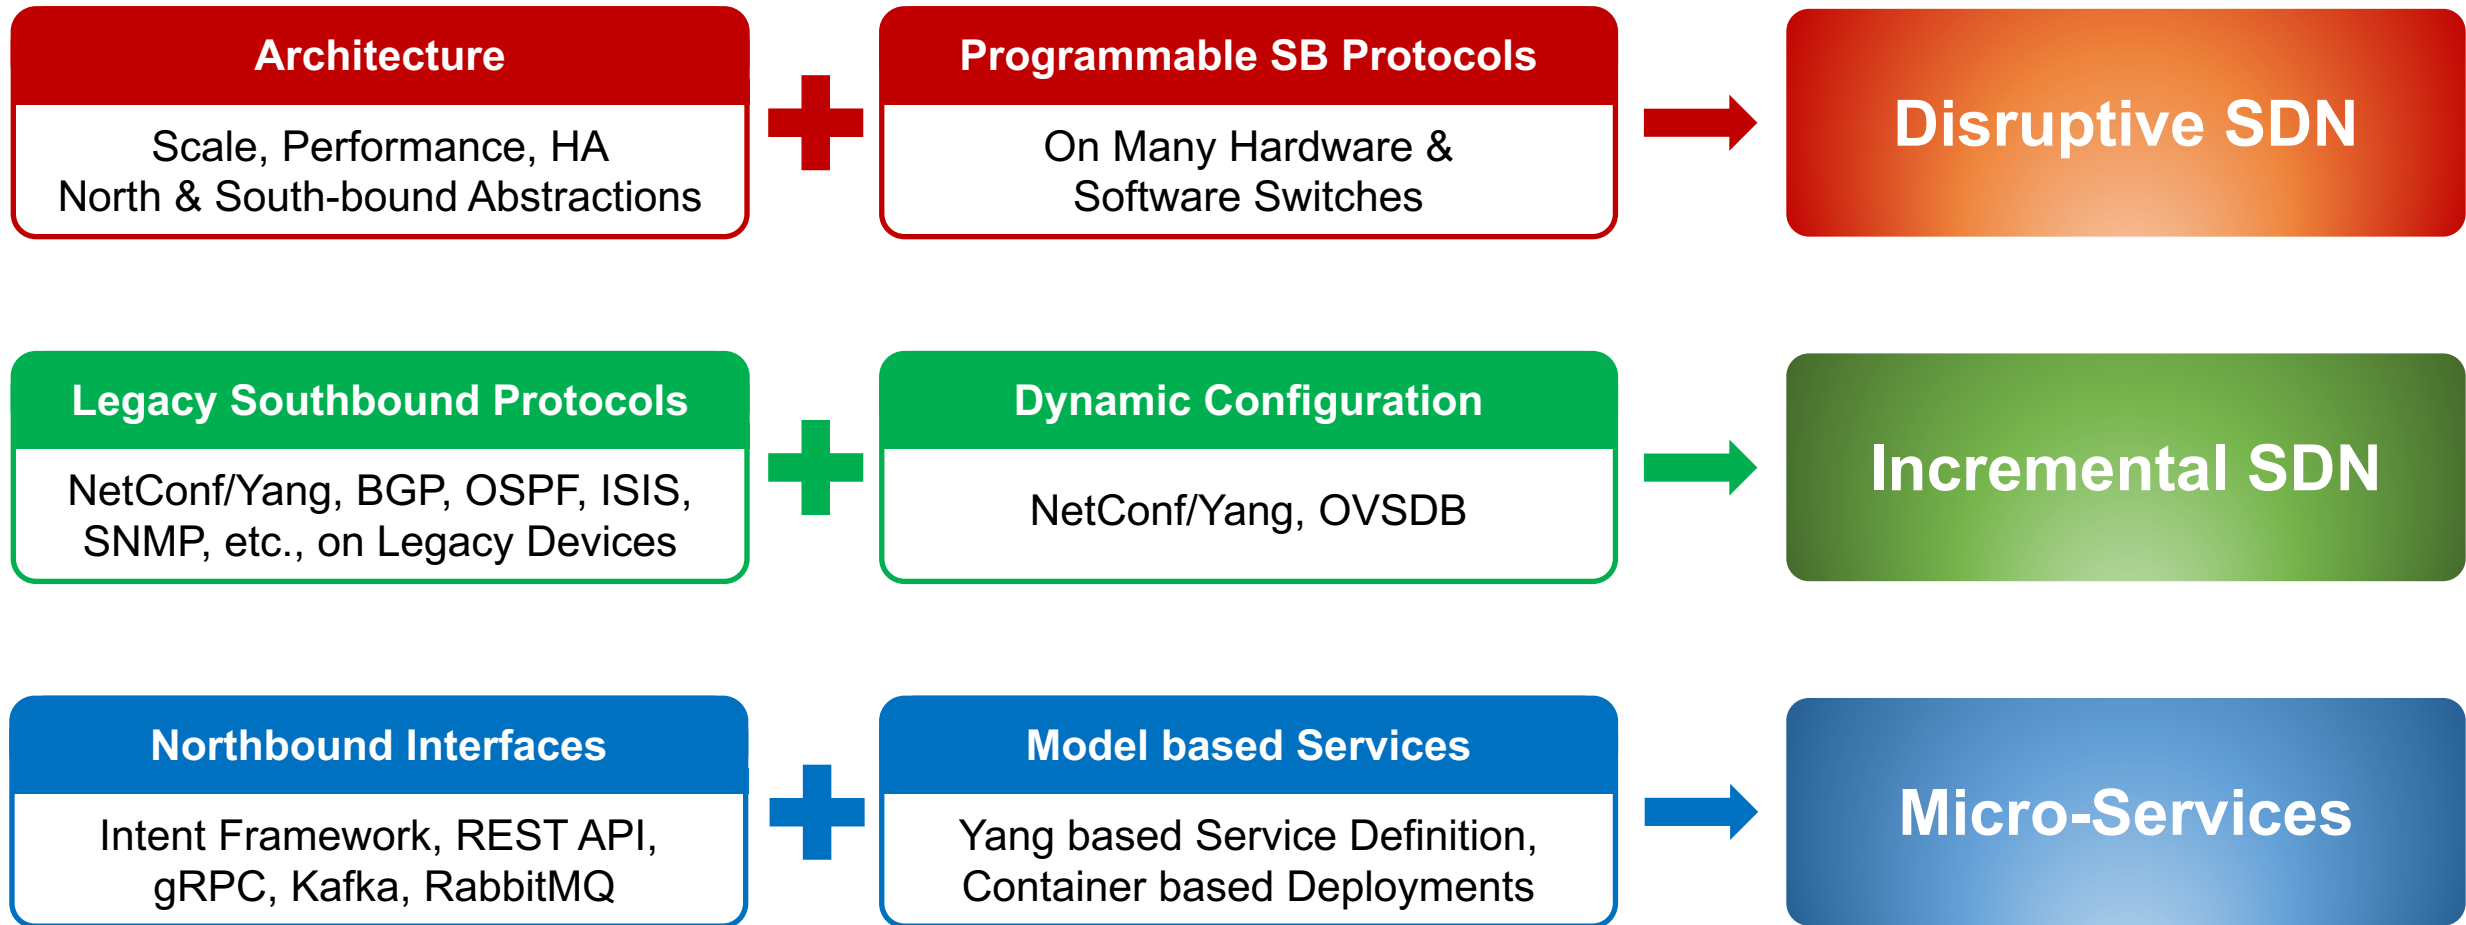 Architecture
Scale, Performance, HA
North & South-bound Abstractions
Programmable SB Protocols
On Many Hardware &
Software Switches
Disruptive SDN
Legacy Southbound Protocols
NetConf/Yang, BGP, OSPF, ISIS,
SNMP, etc., on Legacy Devices
Dynamic Configuration
NetConf/Yang, OVSDB
Incremental SDN
Northbound Interfaces
Intent Framework, REST API,
gRPC, Kafka, RabbitMQ
Model based Services
Yang based Service Definition,
Container based Deployments
Micro-Services